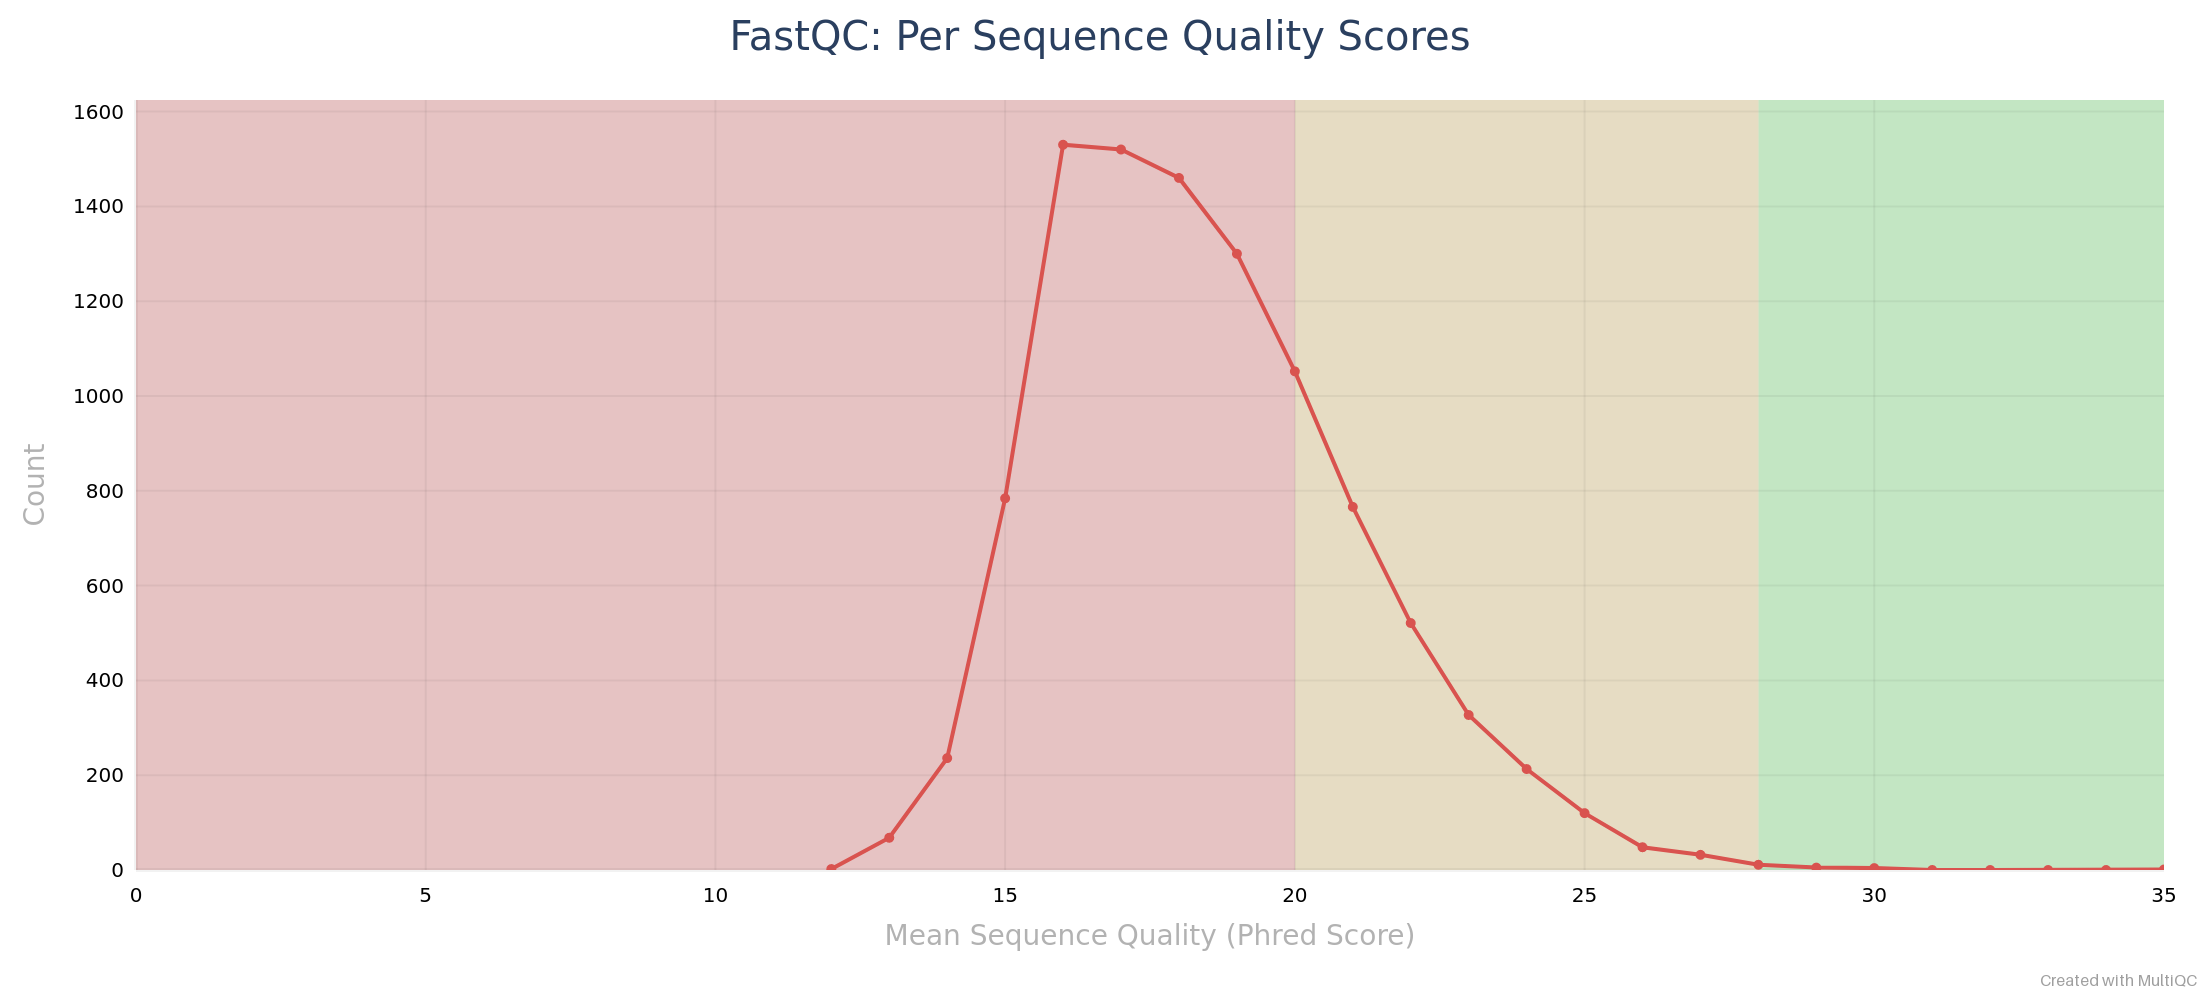 FastQC: Per Sequence Quality Scores
1600
1400
1200
1000
800
600
400
200
0
Count
0 5 10 15 20 25 30 35
Mean Sequence Quality (Phred Score)
Created with MultiQC